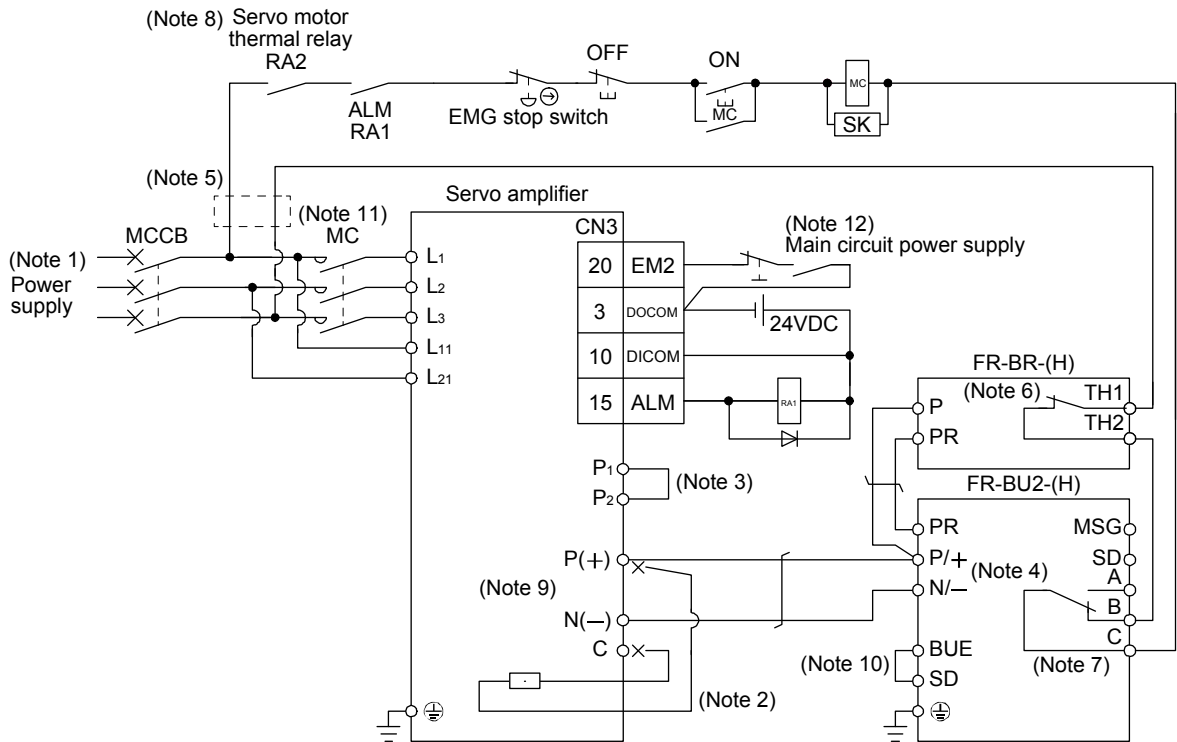 (Note 8) Servo motor
thermal relay
RA2
OFF
ON
MC
ALM
RA1
EMG stop switch
MC
SK
(Note 5)
Servo amplifier
(Note 11)
MCCB
MC
(Note 1)
Power
supply
L1
L2
L3
L11
L21
CN3
20 EM2
3 DOCOM
10 DICOM
15 ALM
(Note 12)
Main circuit power supply
24VDC
RA1
P1
P2
(Note 3)
P(+)
(Note 9)
N(—)
C
(Note 2)
FR-BR-(H)
(Note 6)
P
PR
TH1
TH2
FR-BU2-(H)
PR
MSG
P/+
SD
(Note 4)
A
N/–
B
C
BUE
(Note 10)
SD
(Note 7)